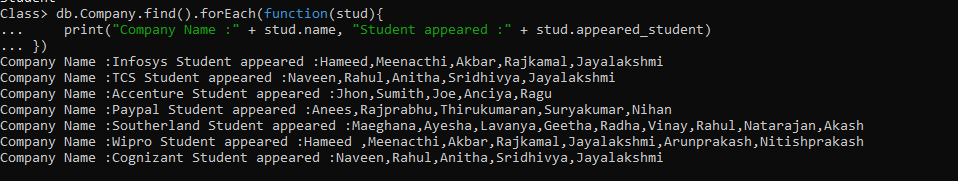 Class> db.Company.find().forEach(function(stud){
...     print("Company Name :" + stud.name, "Student appeared :" + stud.appeared_student)
... })
Company Name :Infosys Student appeared :Hameed,Meenacthi,Akbar,Rajkamal,Jayalakshmi
Company Name :TCS Student appeared :Naveen,Rahul,Anitha,Sridhivya,Jayalakshmi
Company Name :Accenture Student appeared :Jhon,Sumith,Joe,Anciya,Ragu
Company Name :Paypal Student appeared :Anees,Rajprabhu,Thirukumaran,Suryakumar,Nihan
Company Name :Southerland Student appeared :Maeghana,Ayesha,Lavanya,Geetha,Radha,Vinay,Rahul,Natarajan,Akash
Company Name :Wipro Student appeared :Hameed ,Meenacthi,Akbar,Rajkamal,Jayalakshmi,Arunprakash,Nitishprakash
Company Name :Cognizant Student appeared :Naveen,Rahul,Anitha,Sridhivya,Jayalakshmi